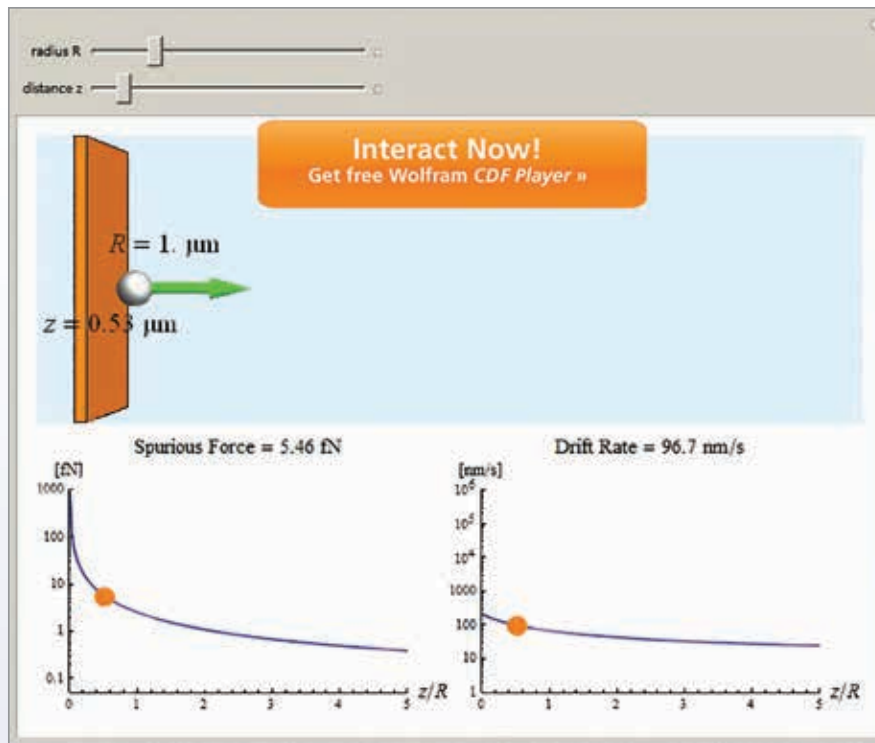 radius R
distance z
Interact Now!
Get free Wolfram CDF Player »
R = 1. μm
z = 0.53 μm
Spurious Force = 5.46 fN
[fN]
1000
100
10
1
0.1
0 1 2 3 4 5 z/R
Drift Rate = 96.7 nm/s
[nm/s]
10⁶
10⁵
10⁴
1000
100
10
1
0 1 2 3 4 5 z/R